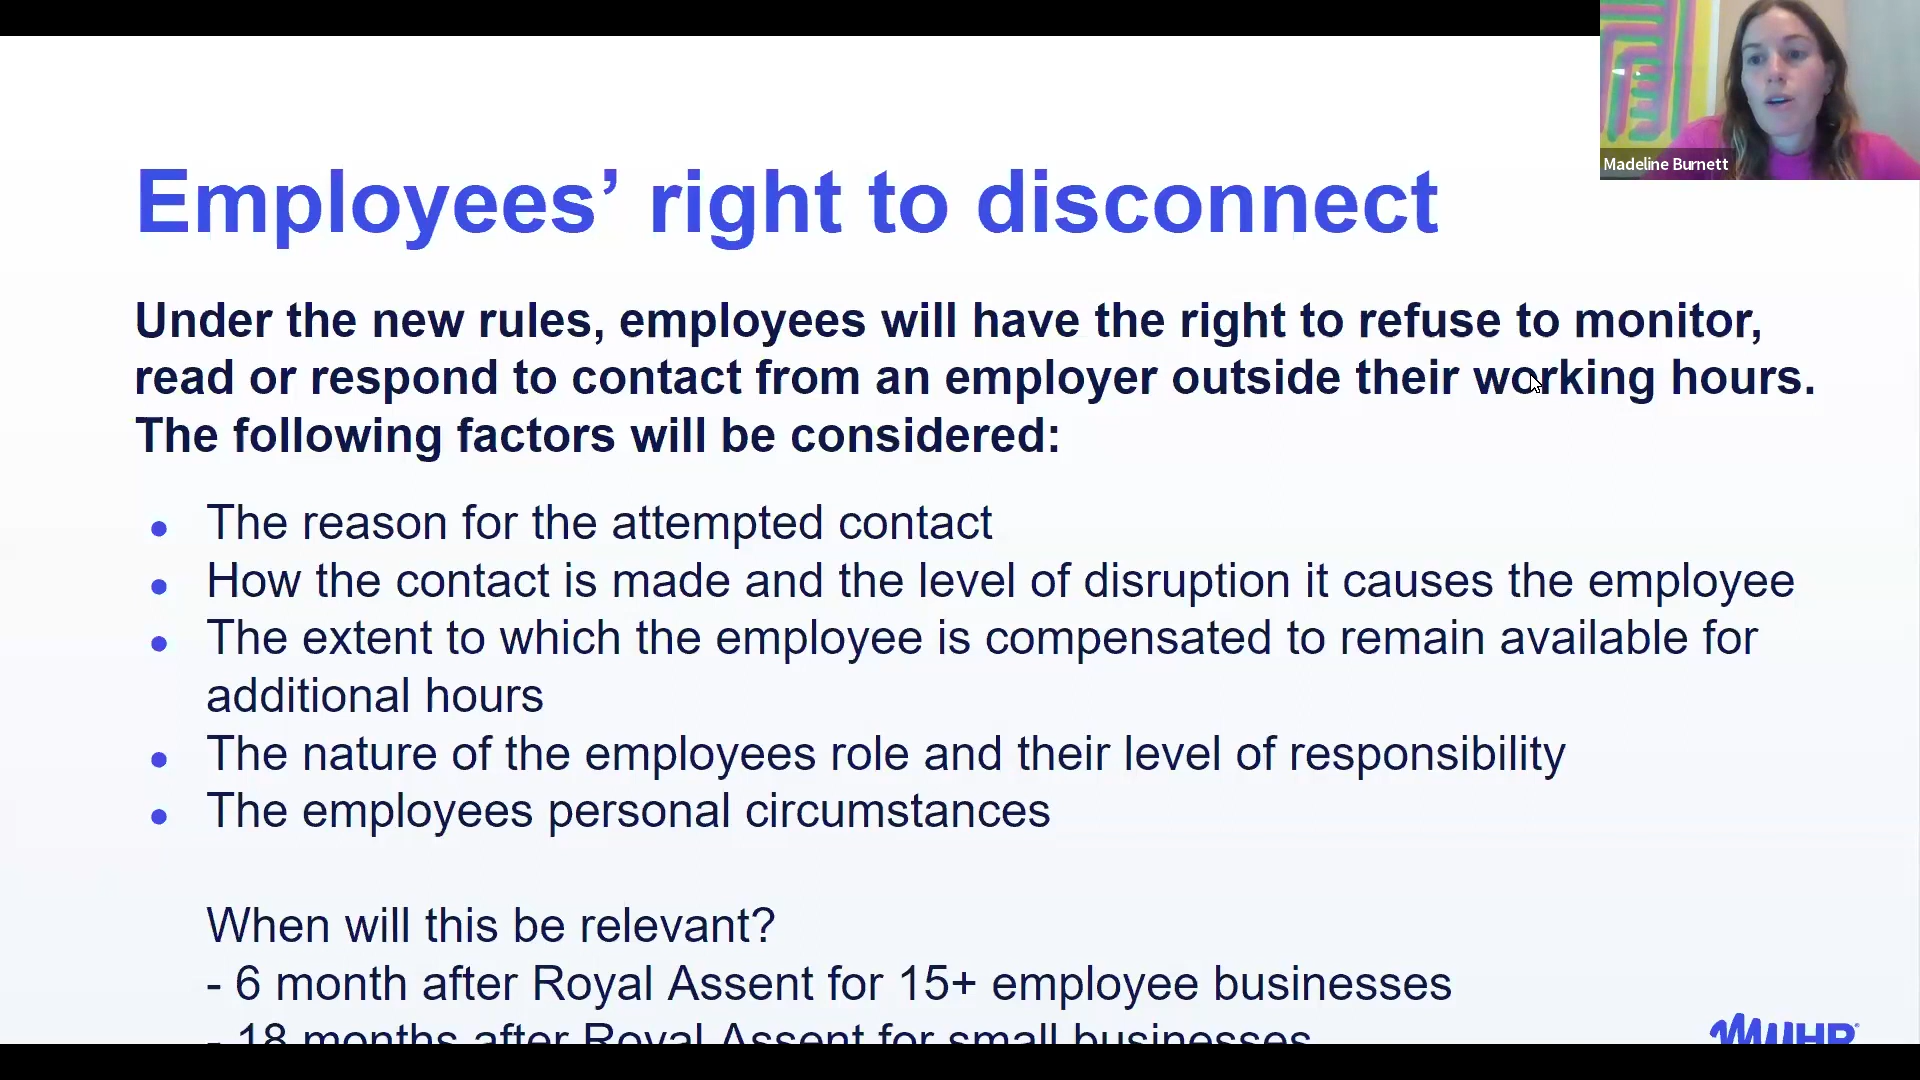 Madeline Burnett
Employees’ right to disconnect
Under the new rules, employees will have the right to refuse to monitor,
read or respond to contact from an employer outside their working hours.
The following factors will be considered:
● The reason for the attempted contact
● How the contact is made and the level of disruption it causes the employee
● The extent to which the employee is compensated to remain available for
additional hours
● The nature of the employees role and their level of responsibility
● The employees personal circumstances
When will this be relevant?
- 6 month after Royal Assent for 15+ employee businesses
- 18 months after Royal Assent for small businesses